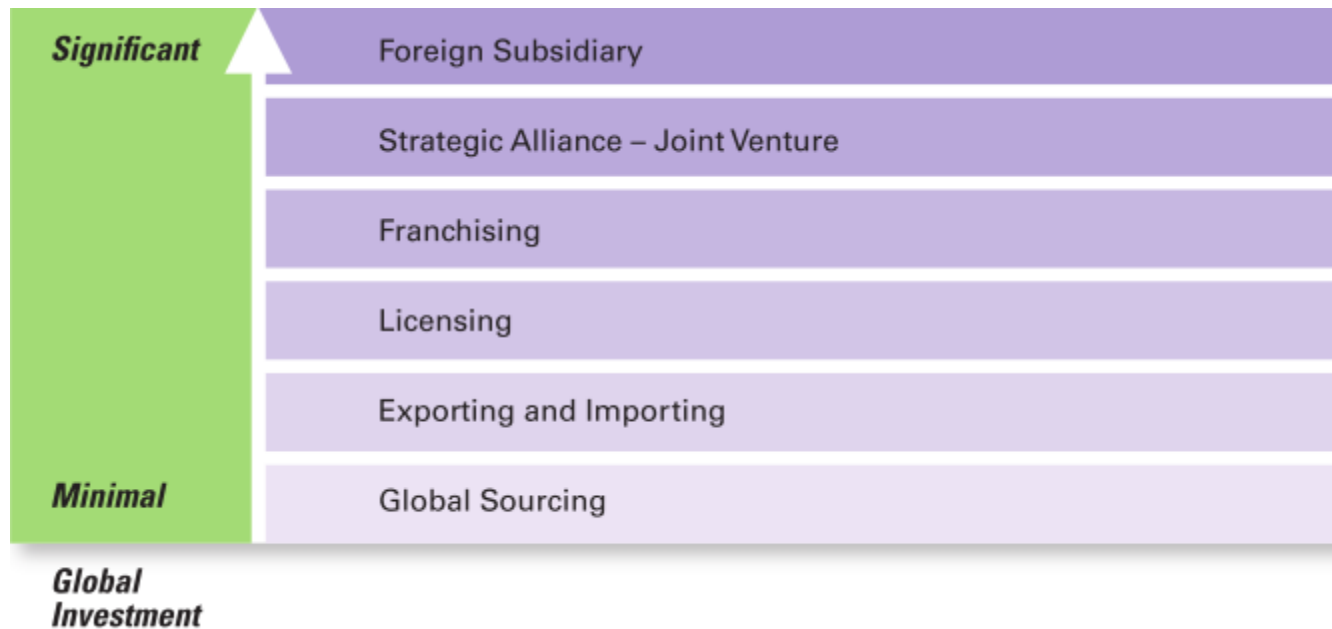 Significant
Foreign Subsidiary
Strategic Alliance – Joint Venture
Franchising
Licensing
Exporting and Importing
Minimal
Global Sourcing
Global
Investment